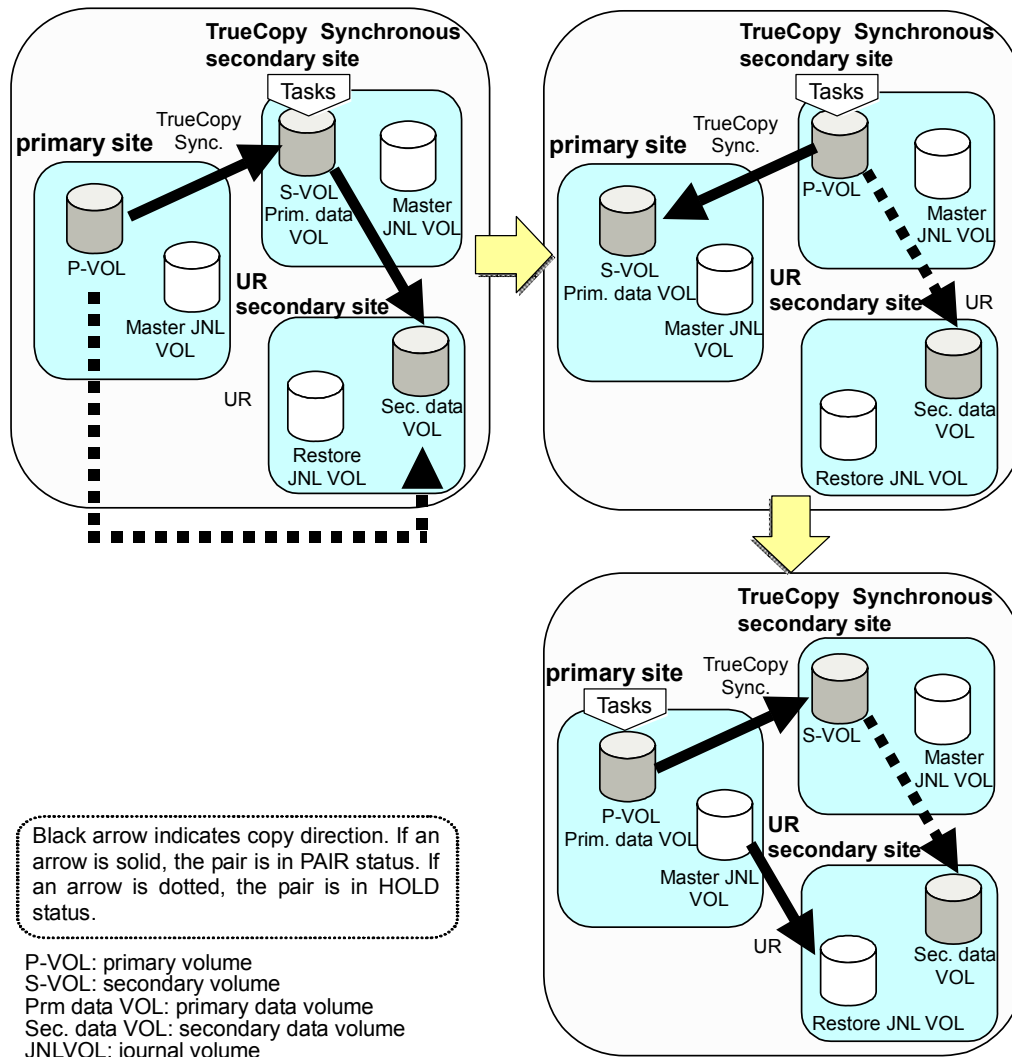 TrueCopy Synchronous
secondary site
Tasks
TrueCopy
Sync.
primary site
S-VOL
Prim. data
VOL
Master
JNL VOL
P-VOL
Master JNL
VOL
UR
secondary site
UR
Sec. data
VOL
Restore
JNL VOL
TrueCopy Synchronous
secondary site
Tasks
TrueCopy
Sync.
primary site
P-VOL
Master
JNL VOL
S-VOL
Prim. data VOL
Master JNL
VOL
UR
secondary site
UR
Sec. data
VOL
Restore JNL VOL
TrueCopy Synchronous
secondary site
TrueCopy
Sync.
primary site
Tasks
S-VOL
Master
JNL VOL
P-VOL
Prim. data VOL
Master JNL
VOL
UR
secondary site
UR
Sec. data
VOL
Restore JNL VOL
Black arrow indicates copy direction. If an
arrow is solid, the pair is in PAIR status. If
an arrow is dotted, the pair is in HOLD
status.
P-VOL: primary volume
S-VOL: secondary volume
Prm data VOL: primary data volume
Sec. data VOL: secondary data volume
JNLVOL: journal volume